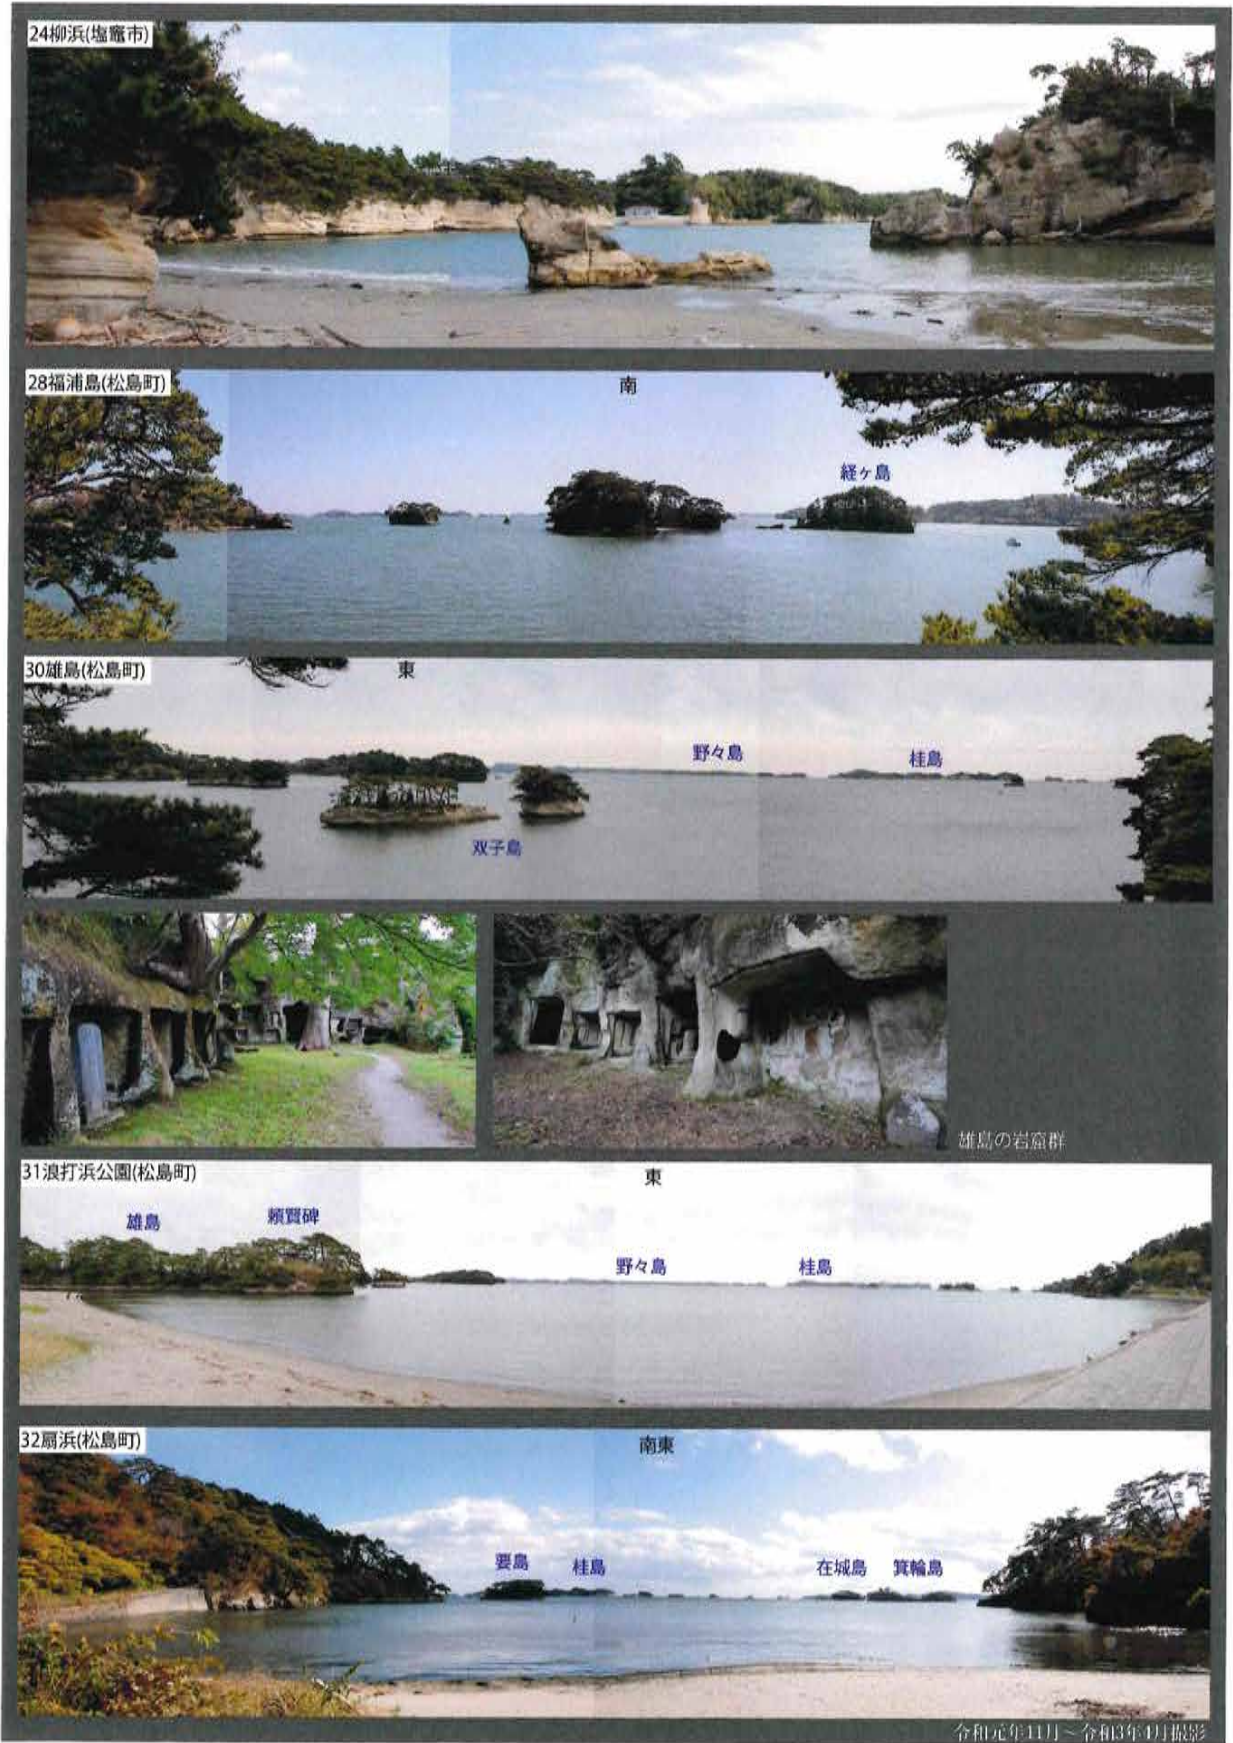 24柳浜(塩竈市)
28福浦島(松島町)
南
経ヶ島
30雄島(松島町)
東
野々島
桂島
双子島
雄島の岩窟群
31浪打浜公園(松島町)
東
雄島
頼賢碑
野々島
桂島
32扇浜(松島町)
南東
要島
桂島
在城島
箕輪島
令和元年11月～令和3年4月撮影